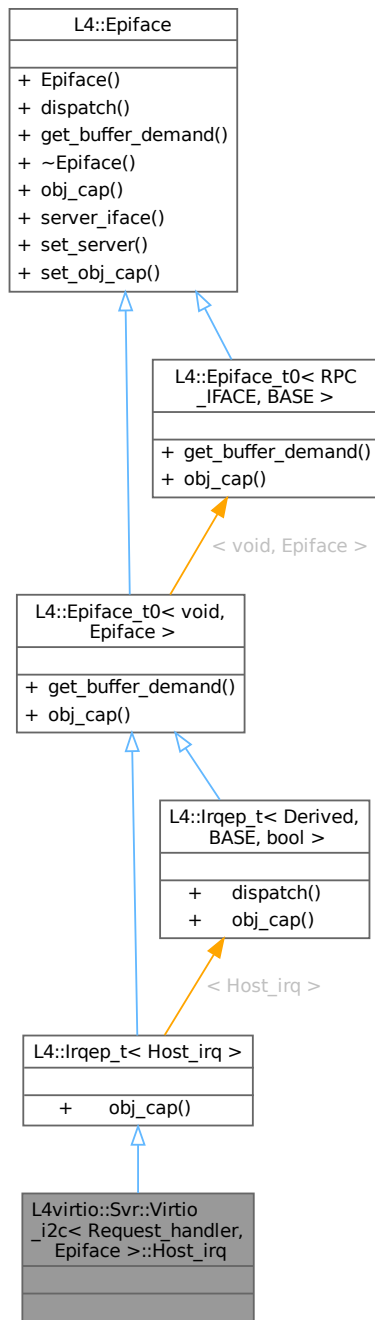 L4::Epiface
+ Epiface()
+ dispatch()
+ get_buffer_demand()
+ ~Epiface()
+ obj_cap()
+ server_iface()
+ set_server()
+ set_obj_cap()
L4::Epiface_t0< RPC
_IFACE, BASE >
+ get_buffer_demand()
+ obj_cap()
< void, Epiface >
L4::Epiface_t0< void,
Epiface >
+ get_buffer_demand()
+ obj_cap()
L4::Irqep_t< Derived,
BASE, bool >
+ dispatch()
+ obj_cap()
< Host_irq >
L4::Irqep_t< Host_irq >
+ obj_cap()
L4virtio::Svr::Virtio
_i2c< Request_handler,
Epiface >::Host_irq